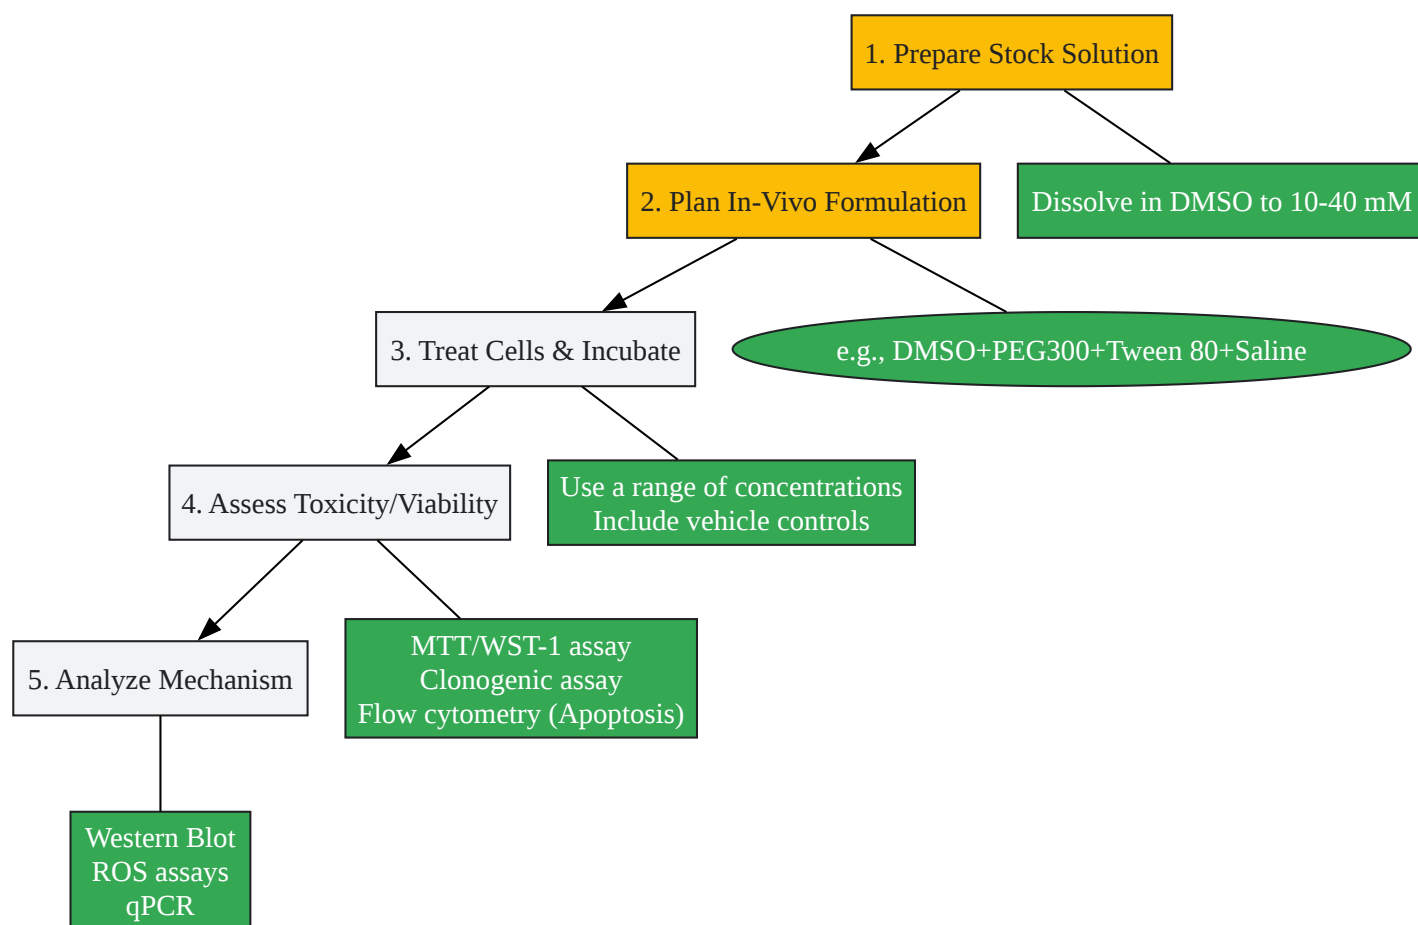 1. Prepare Stock Solution
2. Plan In-Vivo Formulation
Dissolve in DMSO to 10-40 mM
3. Treat Cells & Incubate
e.g., DMSO+PEG300+Tween 80+Saline
4. Assess Toxicity/Viability
Use a range of concentrations
Include vehicle controls
5. Analyze Mechanism
MTT/WST-1 assay
Clonogenic assay
Flow cytometry (Apoptosis)
Western Blot
ROS assays
qPCR